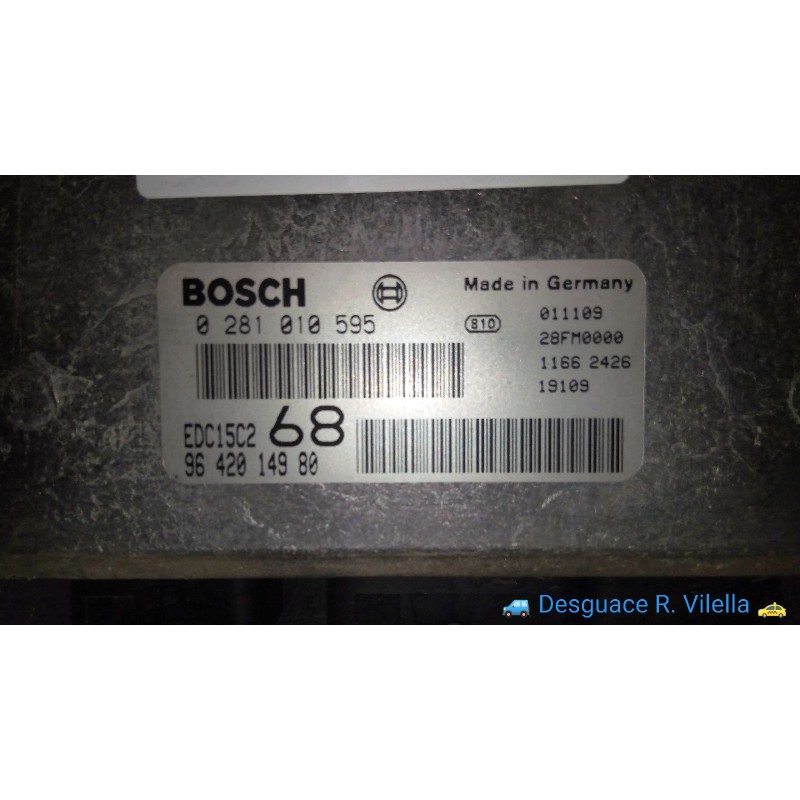 BOSCH
Made in Germany
0 281 010 595
810
011109
28FM0000
1166 2426
19109
EDC15C2 68
96 420 149 80
Desguace R. Vilella